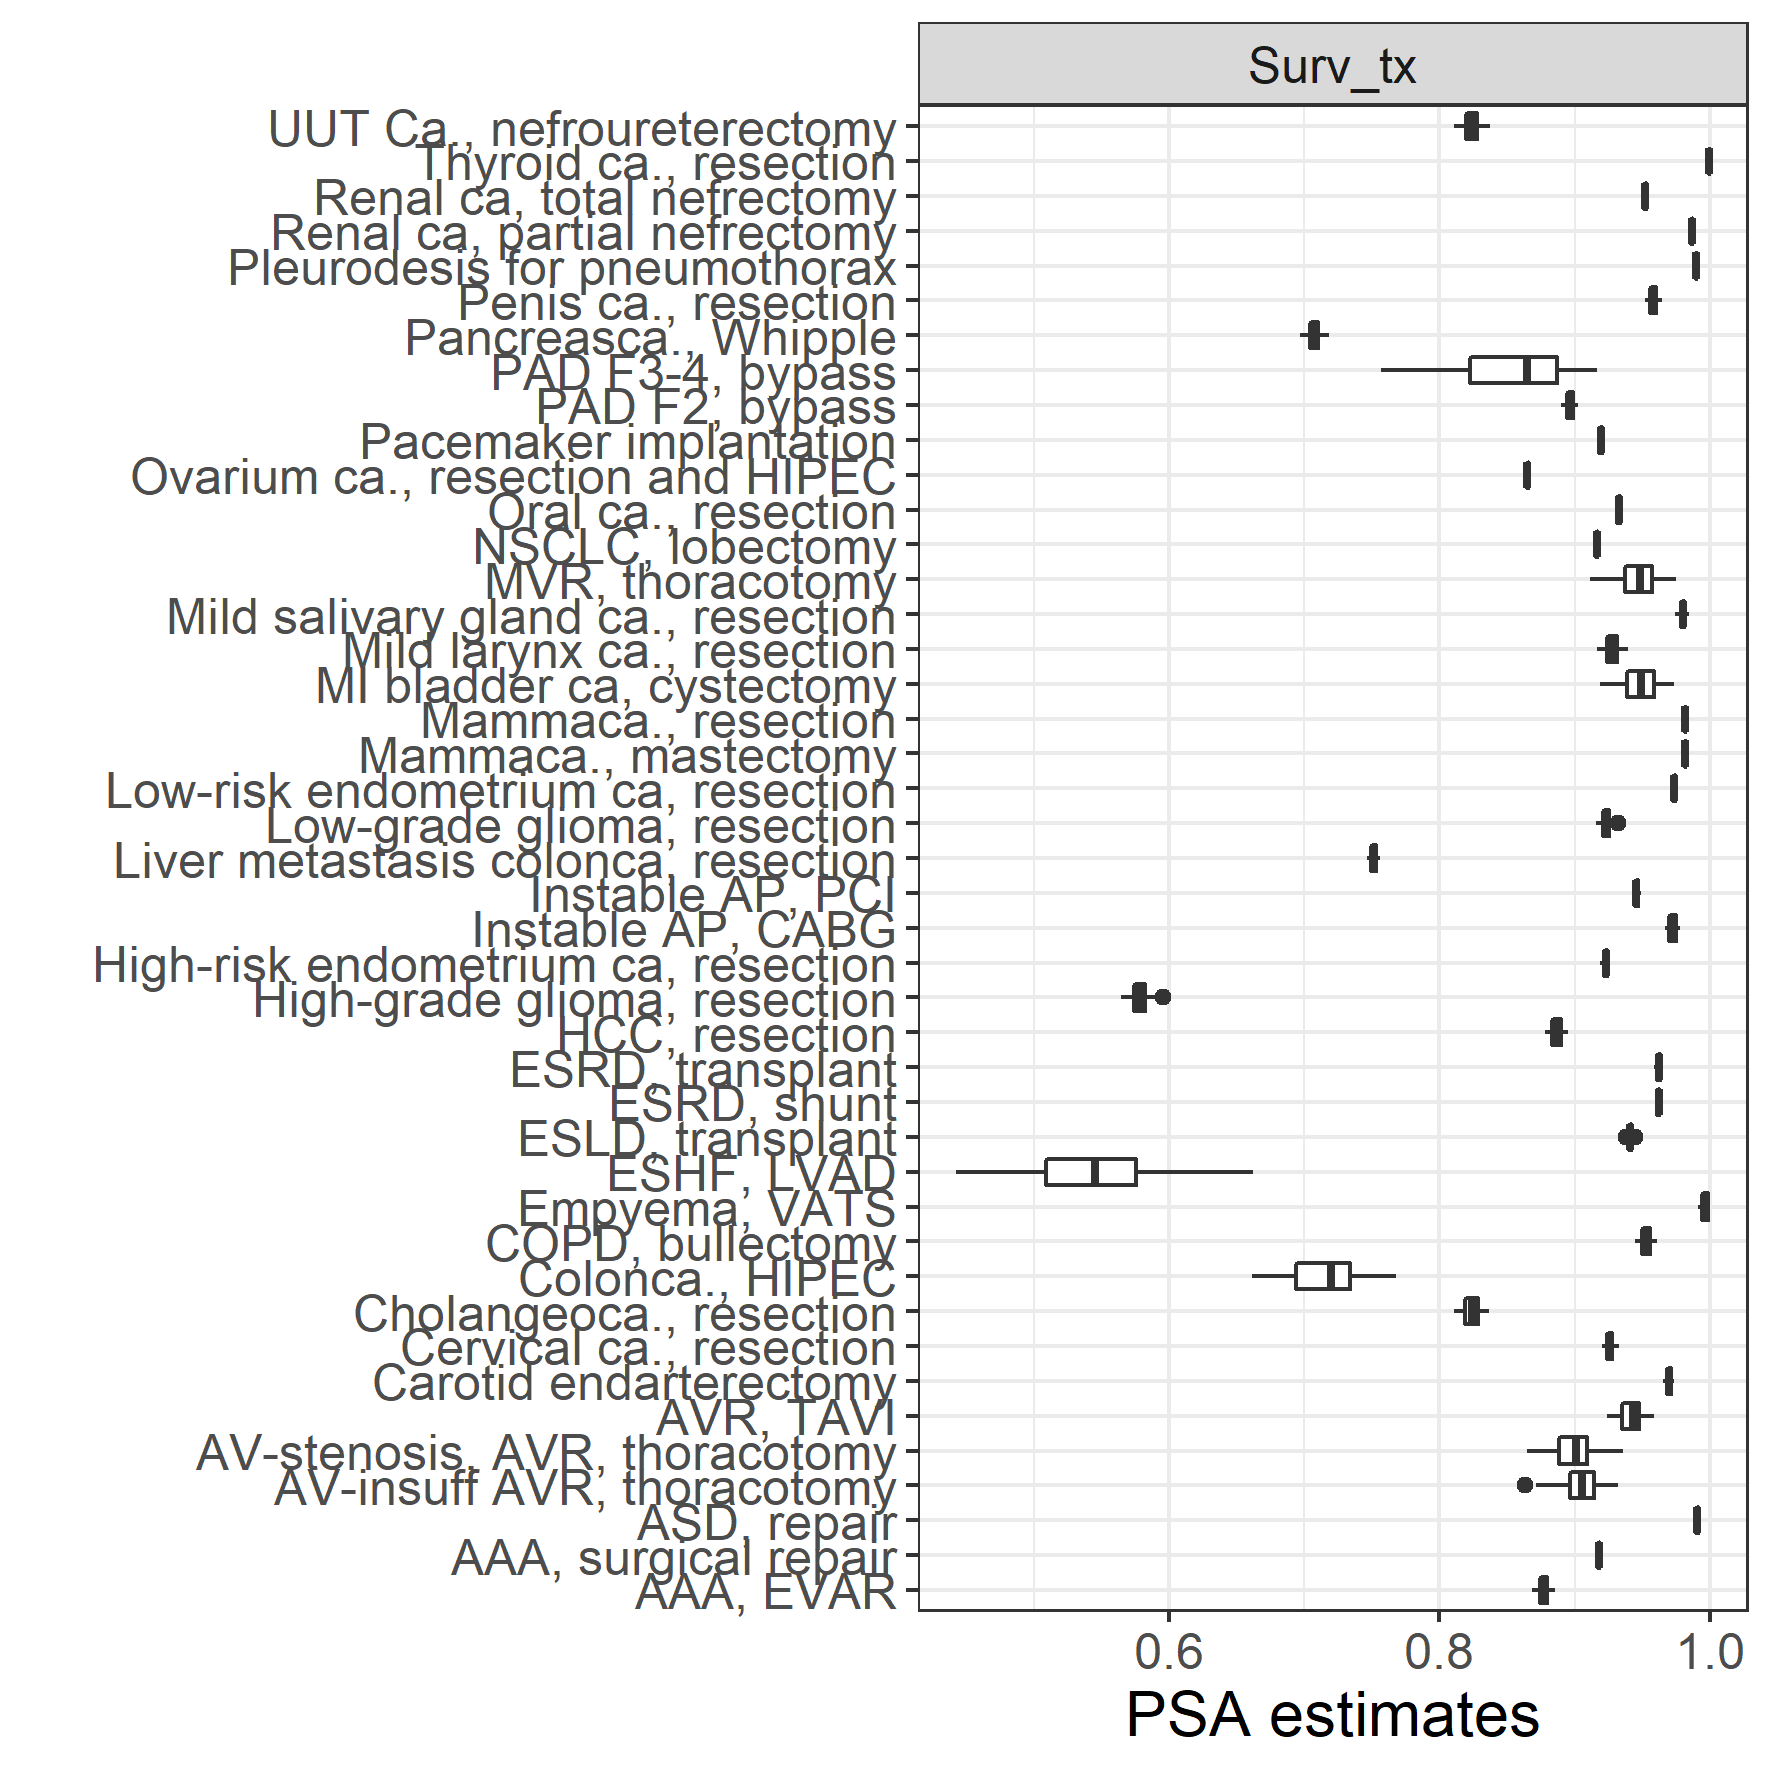 Surv_tx
UUT Ca., nefroureterectomy
Thyroid ca., resection
Renal ca, total nefrectomy
Renal ca, partial nefrectomy
Pleurodesis for pneumothorax
Penis ca., resection
Pancreasca., Whipple
PAD F3-4, bypass
PAD F2, bypass
Pacemaker implantation
Ovarium ca., resection and HIPEC
Oral ca., resection
NSCLC, lobectomy
MVR, thoracotomy
Mild salivary gland ca., resection
Mild larynx ca., resection
MI bladder ca, cystectomy
Mammaca., resection
Mammaca., mastectomy
Low-risk endometrium ca, resection
Low-grade glioma, resection
Liver metastasis colonca, resection
Instable AP, PCI
Instable AP, CABG
High-risk endometrium ca, resection
High-grade glioma, resection
HCC, resection
ESRD, transplant
ESRD, shunt
ESLD, transplant
ESHF, LVAD
Empyema, VATS
COPD, bullectomy
Colonca., HIPEC
Cholangeoca., resection
Cervical ca., resection
Carotid endarterectomy
AVR, TAVI
AV-stenosis, AVR, thoracotomy
AV-insuff AVR, thoracotomy
ASD, repair
AAA, surgical repair
AAA, EVAR
0.6 0.8 1.0
PSA estimates